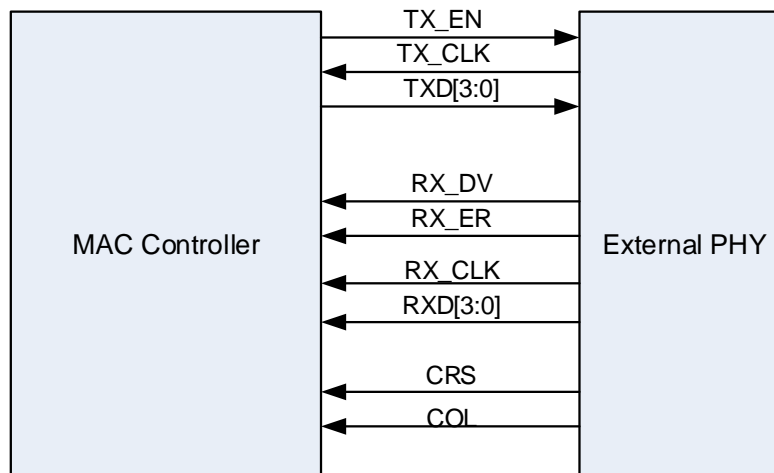 TX_EN
TX_CLK
TXD[3:0]
RX_DV
RX_ER
MAC Controller
External PHY
RX_CLK
RXD[3:0]
CRS
COL